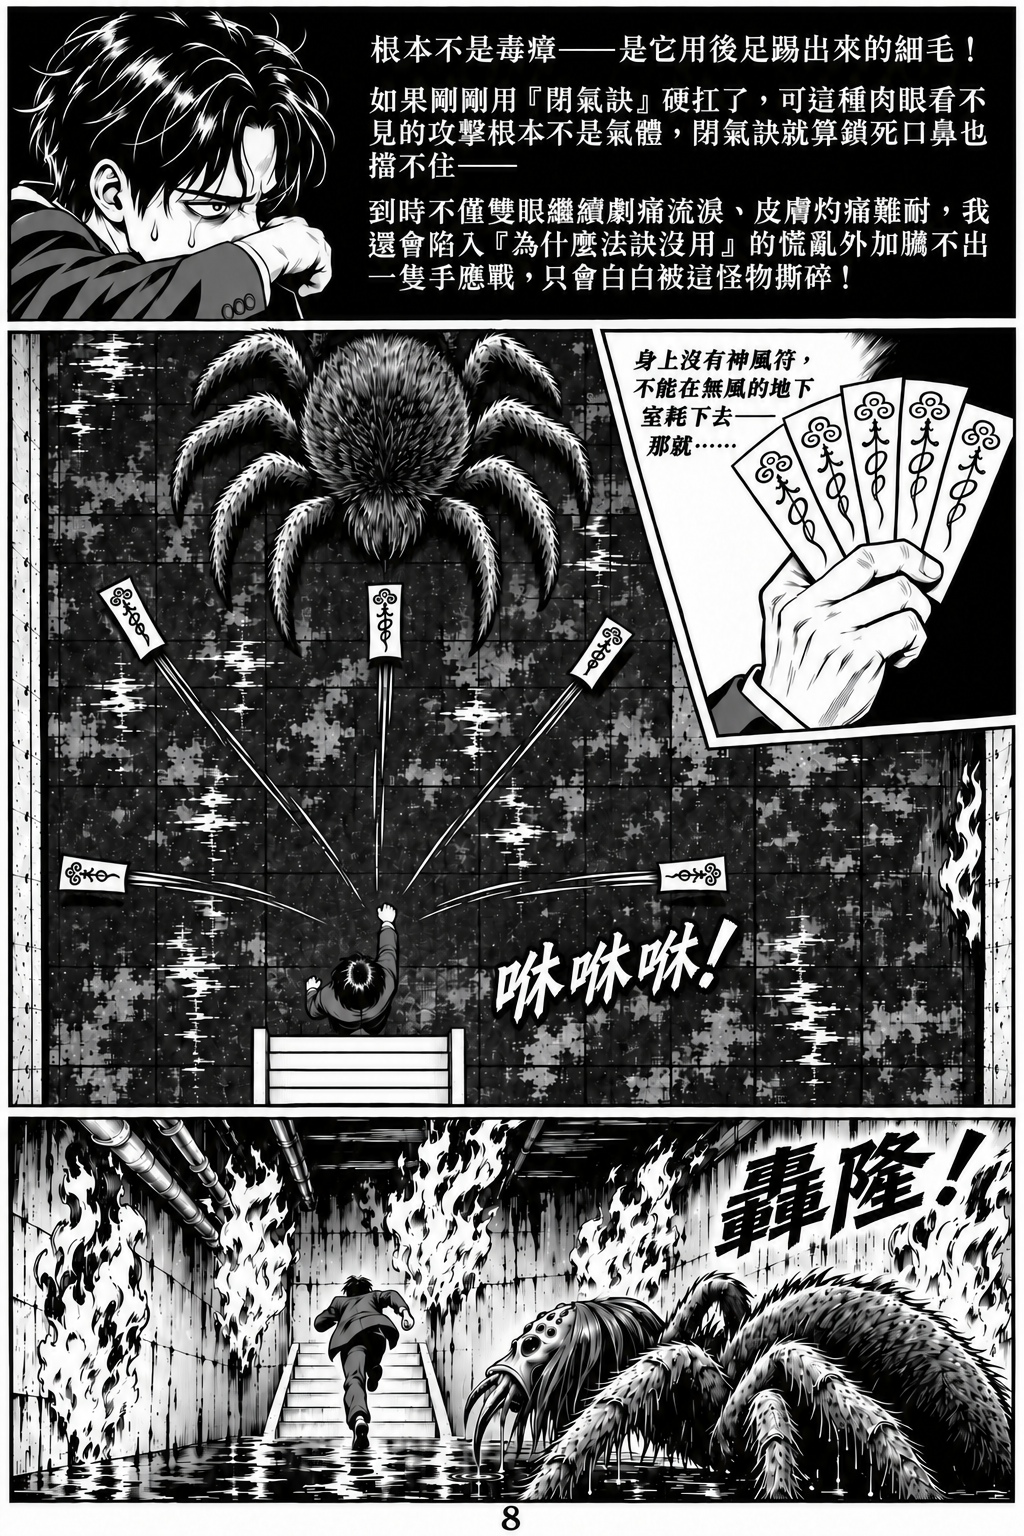 根本不是毒瘴——是它用後足踢出來的細毛！
如果剛剛用『閉氣訣』硬扛了，可這種肉眼看不
見的攻擊根本不是氣體，閉氣訣就算鎖死口鼻也
擋不住——
到時不僅雙眼繼續劇痛流淚、皮膚灼痛難耐，我
還會陷入『為什麼法訣沒用』的慌亂外加騰不出
一隻手應戰，只會白白被這怪物撕碎！
身上沒有神風符，
不能在無風的地下
室耗下去——
那就……
咻咻咻！
轟隆！
8